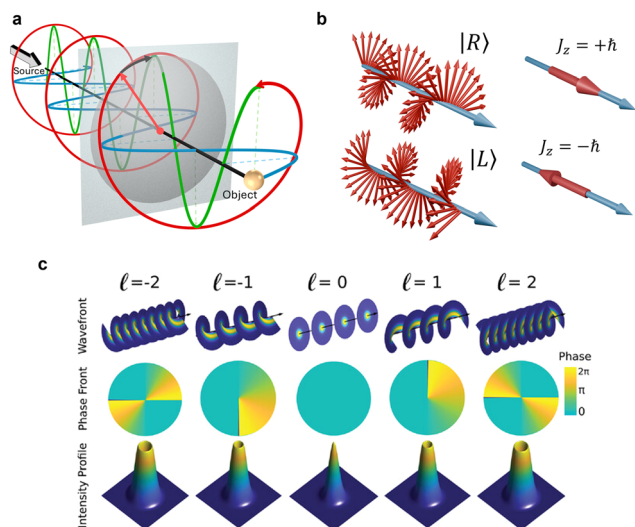 a
Source
Object
b
|R⟩
J_z = +ħ
|L⟩
J_z = −ħ
c
ℓ=-2 ℓ=-1 ℓ=0 ℓ=1 ℓ=2
Wavefront
Phase Front
Phase
2π
π
0
Intensity Profile